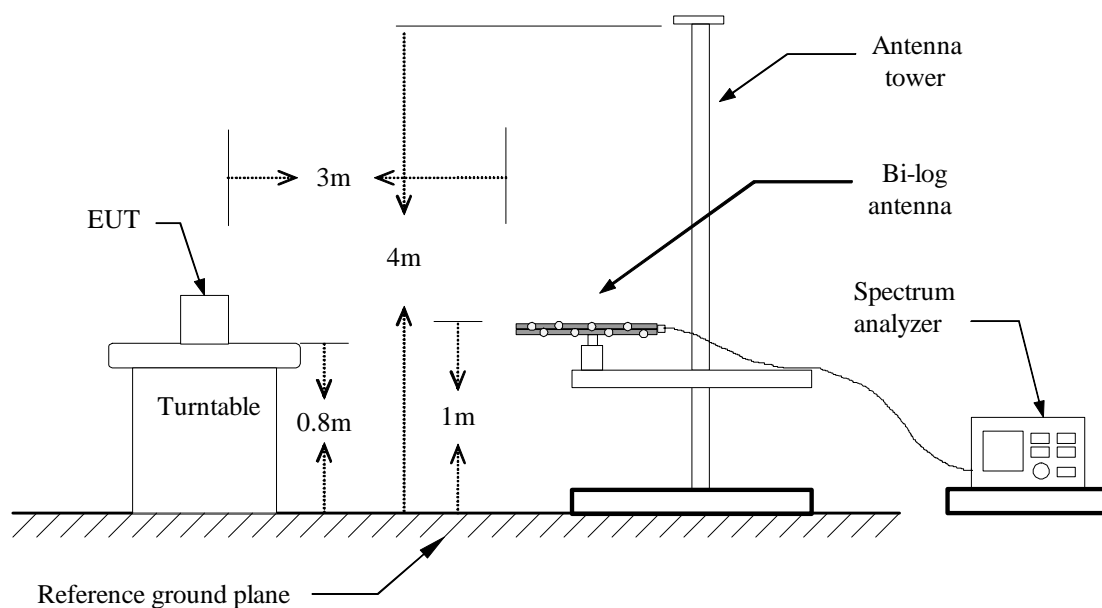 Antenna
tower
3m
Bi-log
antenna
EUT
4m
Spectrum
analyzer
Turntable
0.8m
1m
Reference ground plane